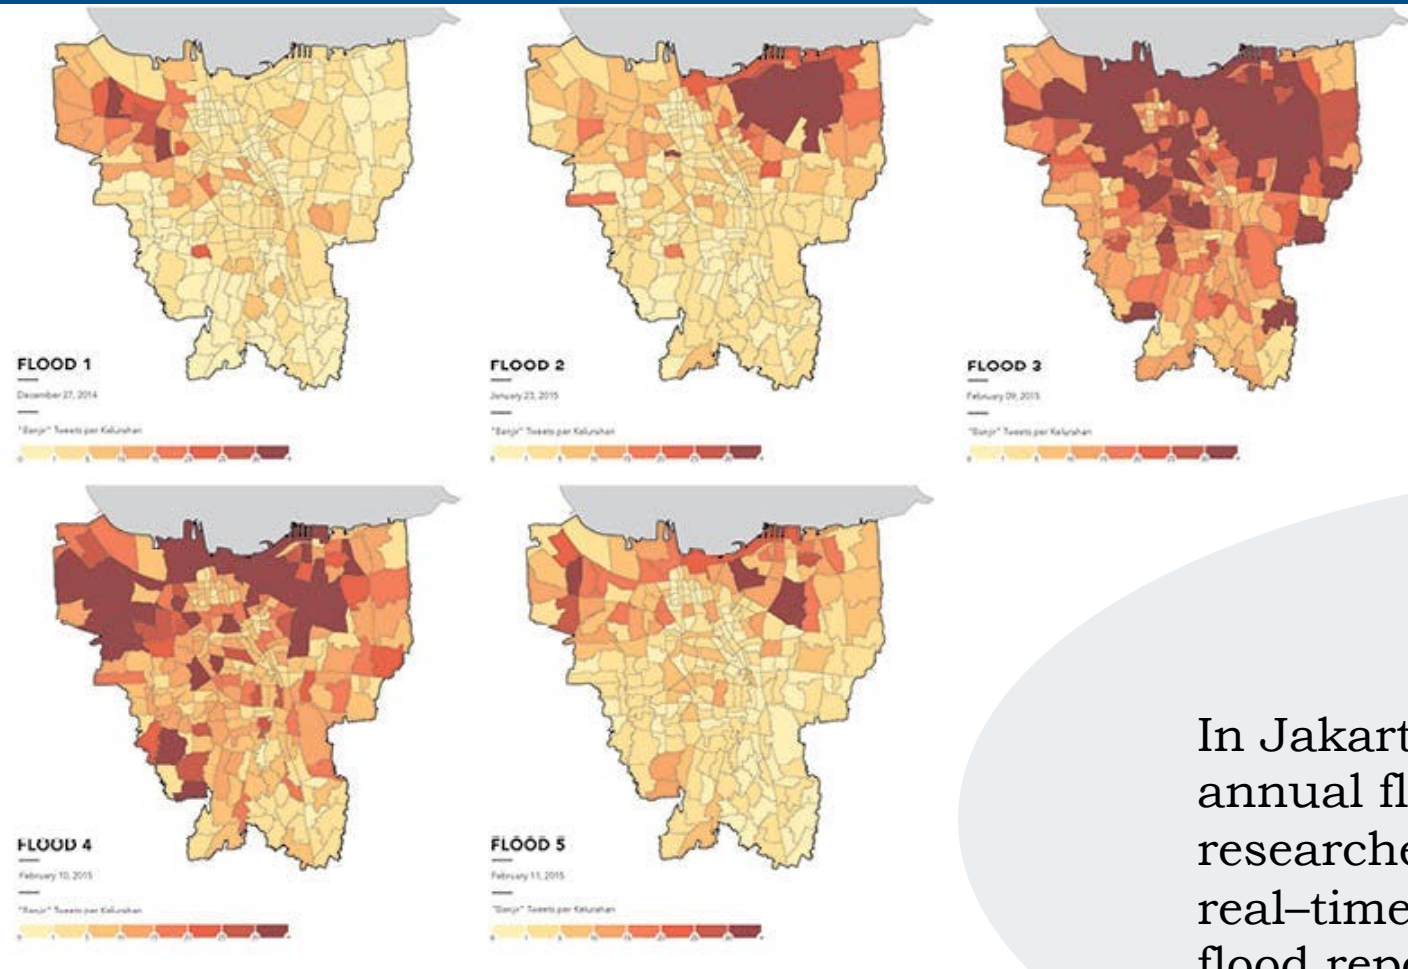 FLOOD 1
December 27, 2014
"Banjir" Tweets per Kelurahan
FLOOD 2
January 23, 2015
"Banjir" Tweets per Kelurahan
FLOOD 3
February 09, 2015
"Banjir" Tweets per Kelurahan
FLOOD 4
February 10, 2015
"Banjir" Tweets per Kelurahan
FLOOD 5
February 11, 2015
"Banjir" Tweets per Kelurahan
In Jakart
annual fl
researche
real–time
flood repo